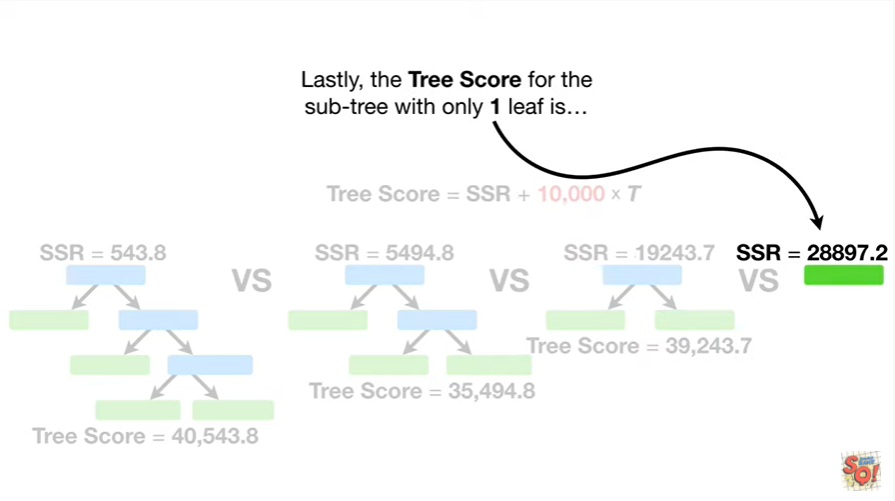 Lastly, the Tree Score for the
sub-tree with only 1 leaf is…
Tree Score = SSR + 10,000 × T
SSR = 543.8
SSR = 5494.8
SSR = 19243.7
SSR = 28897.2
VS
VS
VS
Tree Score = 39,243.7
Tree Score = 35,494.8
Tree Score = 40,543.8
SQ!